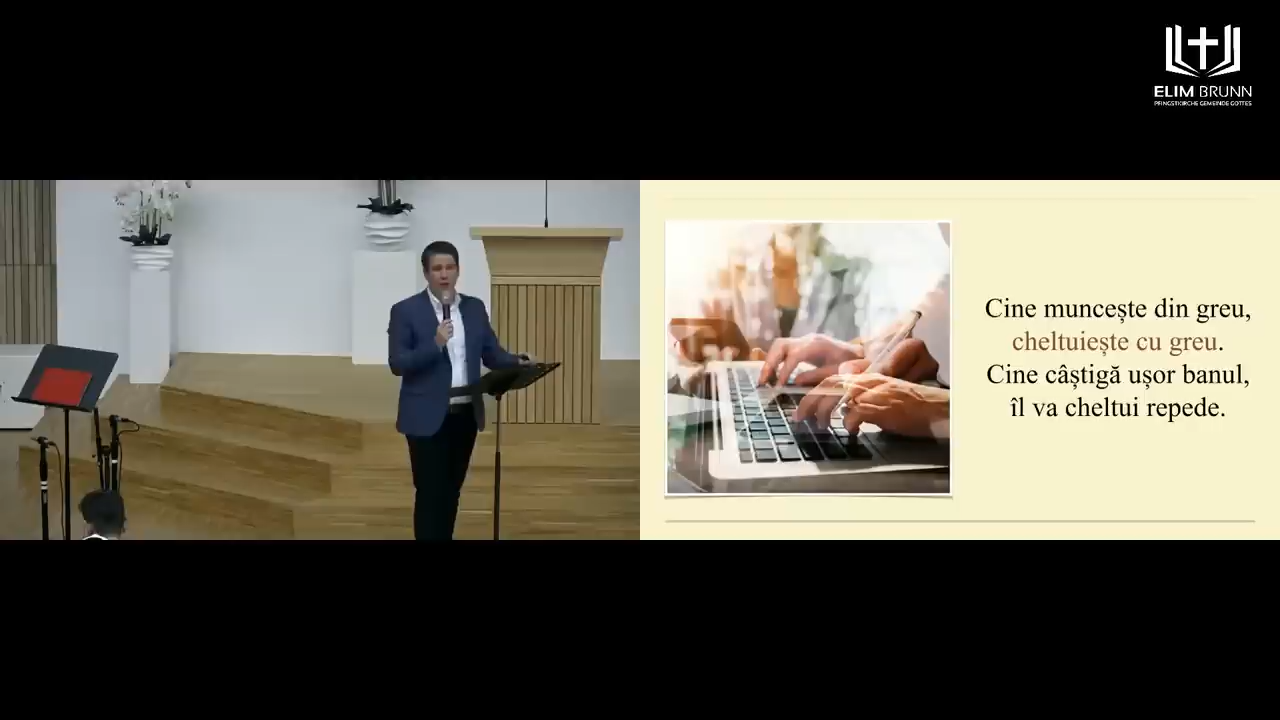 ELIM BRUNN
PFINGSTKIRCHE GEMEINDE GOTTES
Cine muncește din greu,
cheltuiește cu greu.
Cine câștigă ușor banul,
îl va cheltui repede.